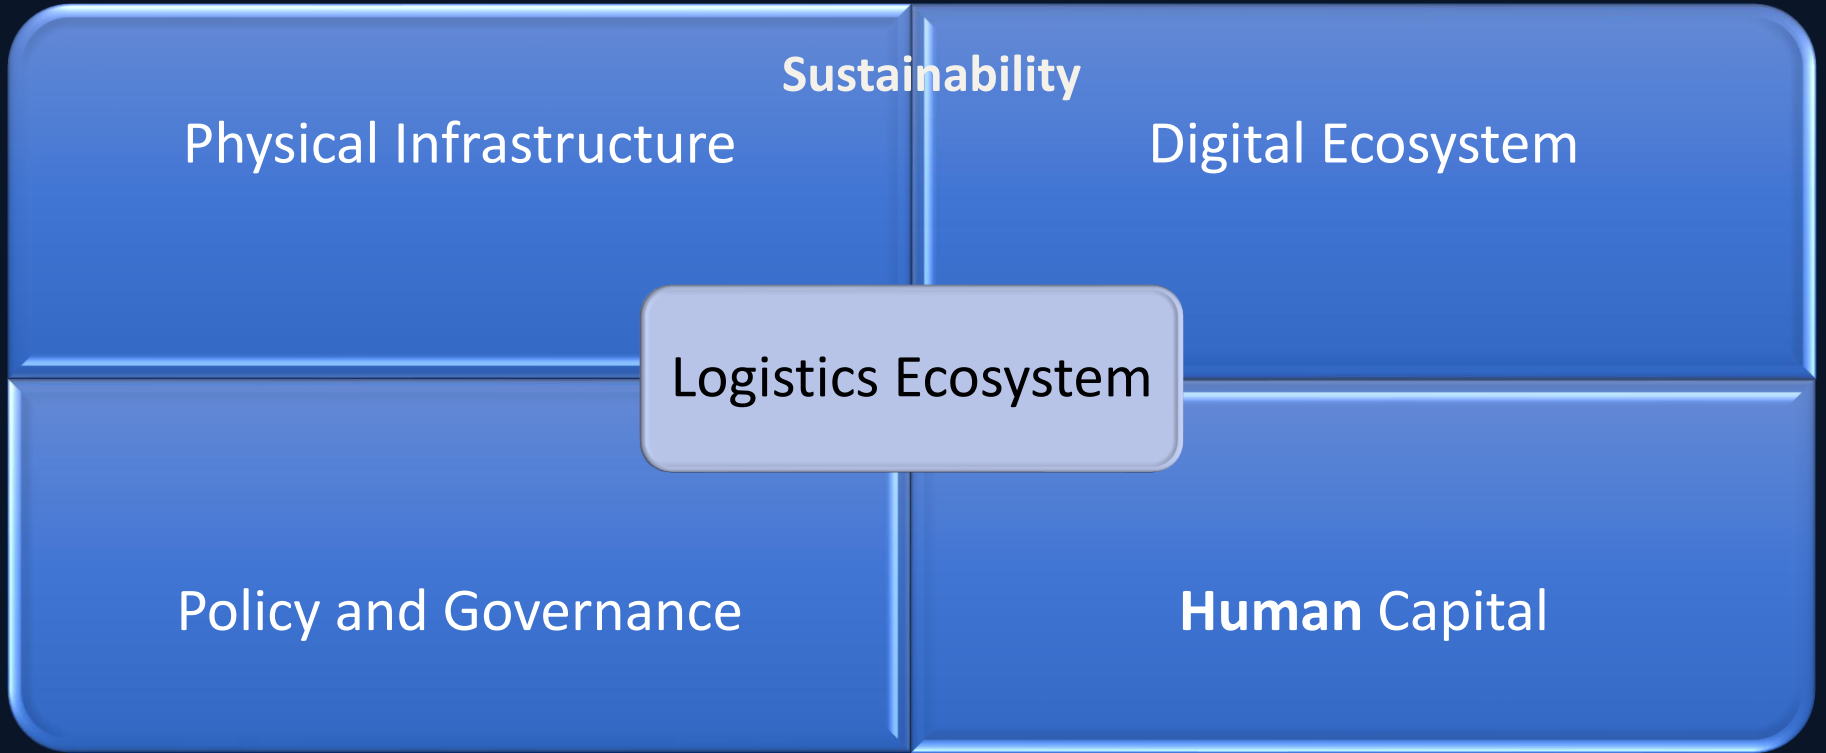 Sustainability
Physical Infrastructure
Digital Ecosystem
Logistics Ecosystem
Policy and Governance
Human Capital